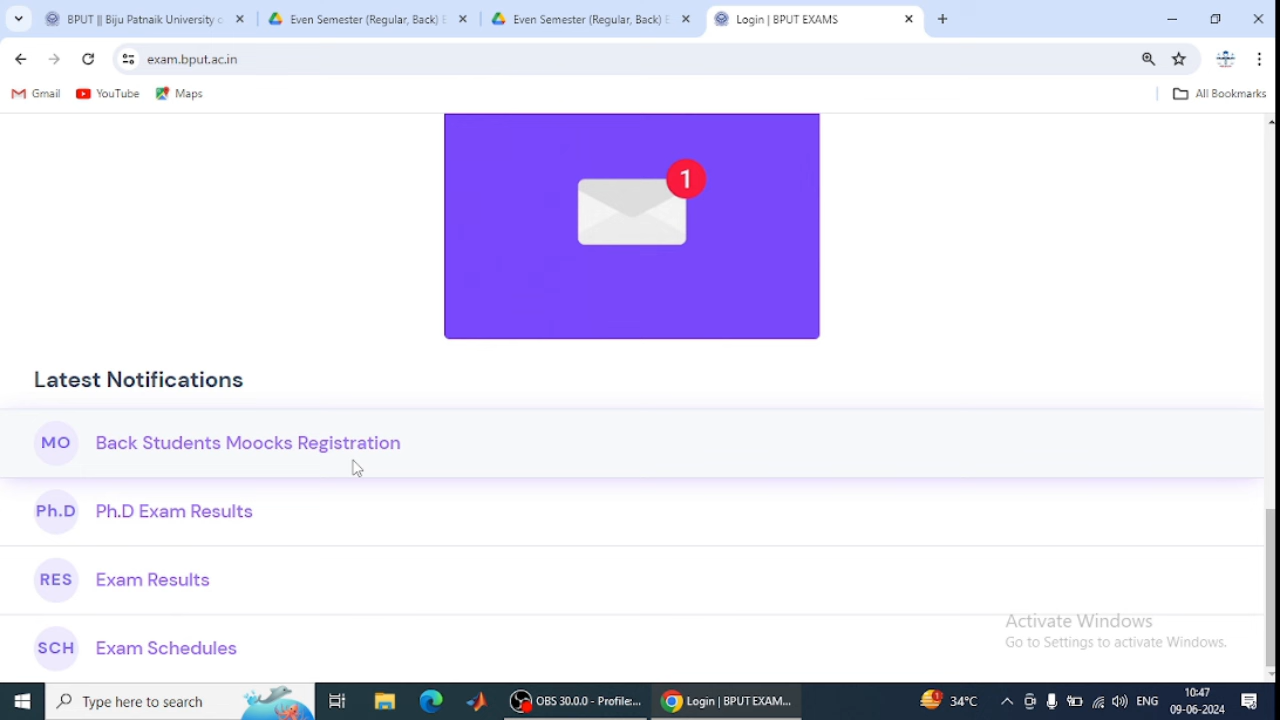 BPUT || Biju Patnaik University o
Even Semester (Regular, Back) E
Even Semester (Regular, Back) E
Login | BPUT EXAMS
exam.bput.ac.in
Gmail
YouTube
Maps
All Bookmarks
1
Latest Notifications
MO
Back Students Moocks Registration
Ph.D
Ph.D Exam Results
RES
Exam Results
SCH
Exam Schedules
Activate Windows
Go to Settings to activate Windows.
Type here to search
OBS 30.0.0 - Profile:...
Login | BPUT EXAM...
1
34°C
ENG
10:47
09-06-2024